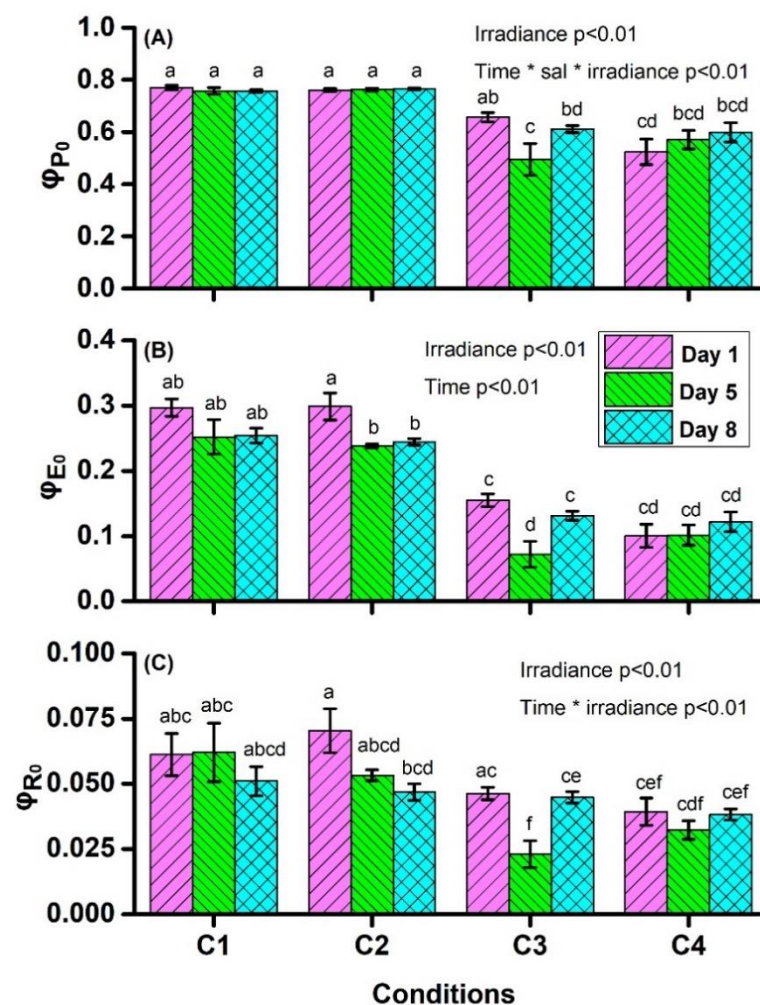 (A)
Irradiance p<0.01
Time * sal * irradiance p<0.01
1.0
0.8
0.6
0.4
0.2
0.0
φP0
a a a a a a ab c bd cd bcd bcd
(B)
Irradiance p<0.01
Time p<0.01
Day 1
Day 5
Day 8
0.4
0.3
0.2
0.1
0.0
φE0
ab ab ab a b b c d c cd cd cd
(C)
Irradiance p<0.01
Time * irradiance p<0.01
0.100
0.075
0.050
0.025
0.000
φR0
abc abc abcd a abcd bcd ac f ce cef cdf cef
C1 C2 C3 C4
Conditions